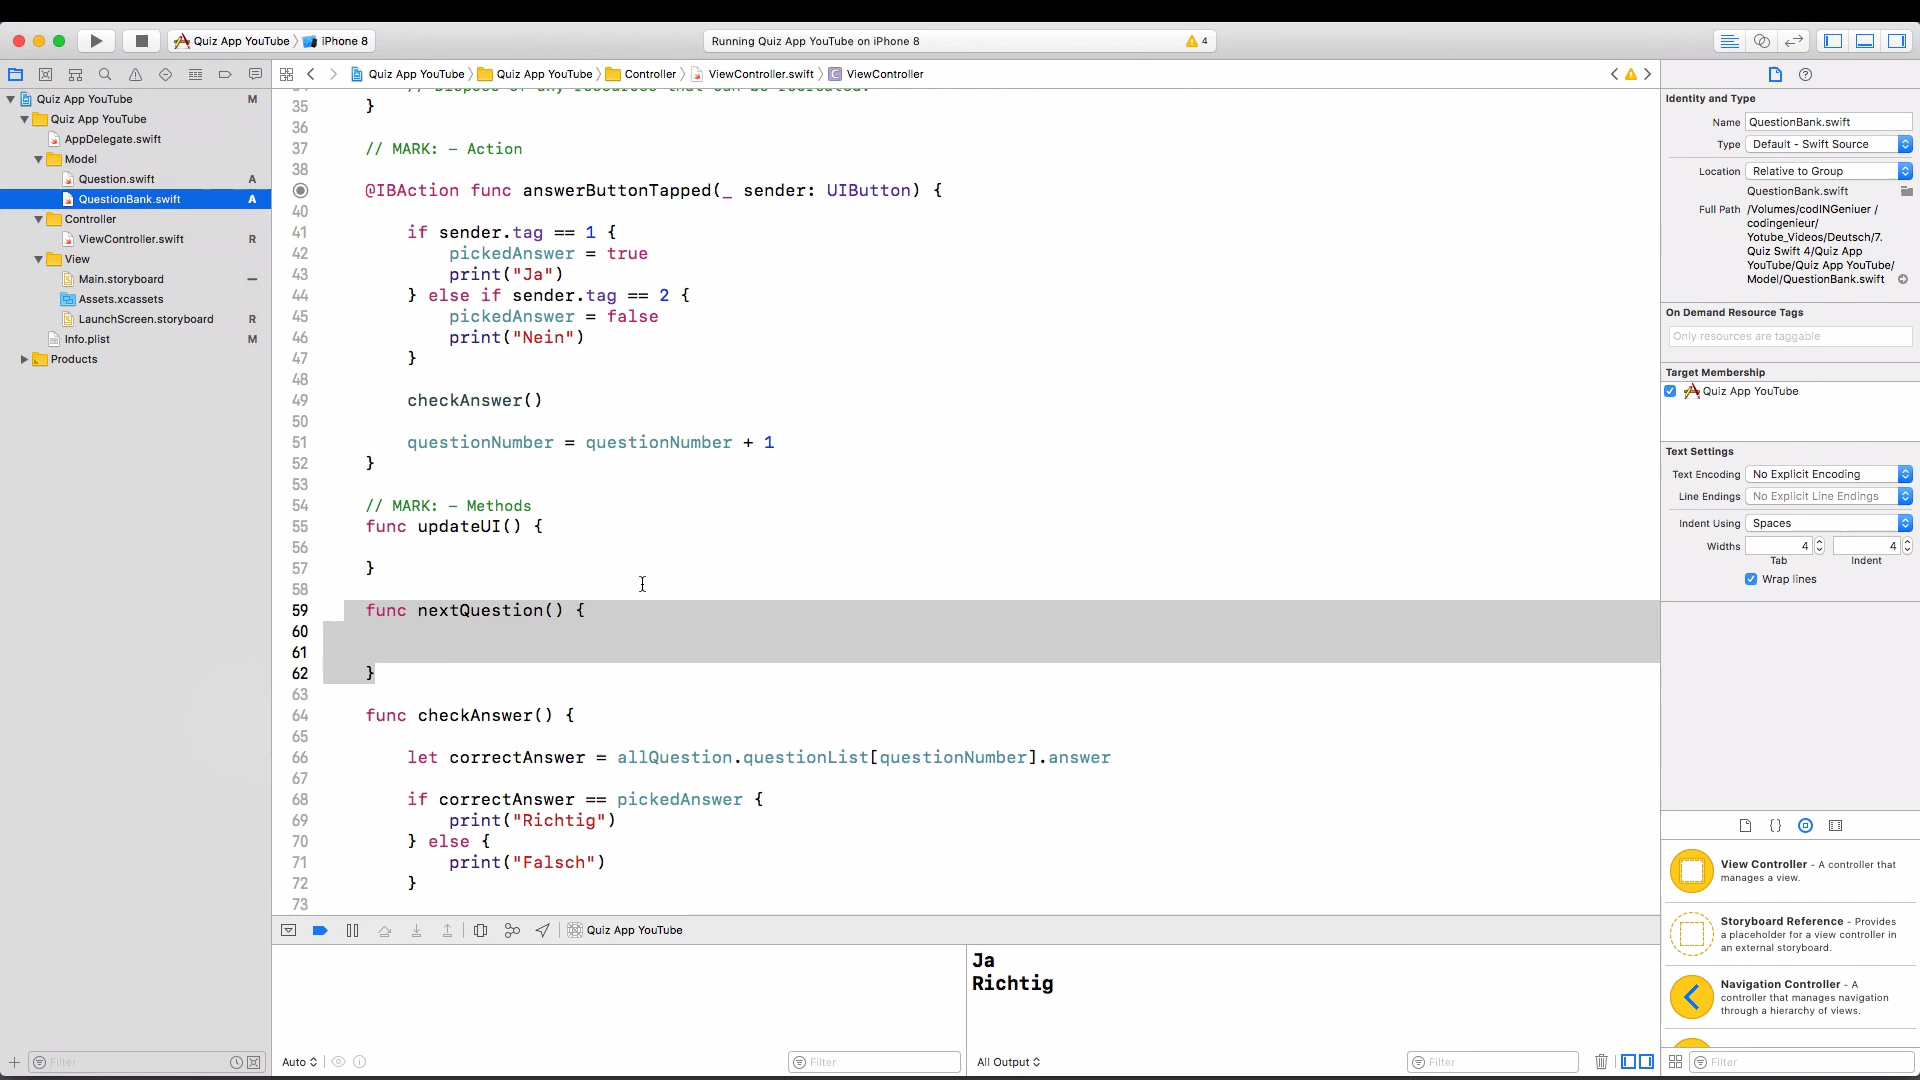 Quiz App YouTube
iPhone 8
Running Quiz App YouTube on iPhone 8
4
Quiz App YouTube
Quiz App YouTube
Controller
ViewController.swift
C
ViewController
Quiz App YouTube
M
Quiz App YouTube
AppDelegate.swift
Model
Question.swift
A
QuestionBank.swift
A
Controller
ViewController.swift
R
View
Main.storyboard
Assets.xcassets
LaunchScreen.storyboard
R
Info.plist
M
Products
// Dispose of any resources that can be recreated.
35 }
36
37 // MARK: - Action
38
@IBAction func answerButtonTapped(_ sender: UIButton) {
40
41 if sender.tag == 1 {
42 pickedAnswer = true
43 print("Ja")
44 } else if sender.tag == 2 {
45 pickedAnswer = false
46 print("Nein")
47 }
48
49 checkAnswer()
50
51 questionNumber = questionNumber + 1
52 }
53
54 // MARK: - Methods
55 func updateUI() {
56
57 }
58
59 func nextQuestion() {
60
61
62 }
63
64 func checkAnswer() {
65
66 let correctAnswer = allQuestion.questionList[questionNumber].answer
67
68 if correctAnswer == pickedAnswer {
69 print("Richtig")
70 } else {
71 print("Falsch")
72 }
73
Quiz App YouTube
Ja
Richtig
Filter
Auto
Filter
All Output
Filter
Filter
Identity and Type
Name QuestionBank.swift
Type Default - Swift Source
Location Relative to Group
QuestionBank.swift
Full Path /Volumes/codINGeniuer /
codingenieur/
Yotube_Videos/Deutsch/7.
Quiz Swift 4/Quiz App
YouTube/Quiz App YouTube/
Model/QuestionBank.swift
On Demand Resource Tags
Only resources are taggable
Target Membership
Quiz App YouTube
Text Settings
Text Encoding No Explicit Encoding
Line Endings No Explicit Line Endings
Indent Using Spaces
Widths 4 4
Tab Indent
Wrap lines
View Controller - A controller that
manages a view.
Storyboard Reference - Provides
a placeholder for a view controller in
an external storyboard.
Navigation Controller - A
controller that manages navigation
through a hierarchy of views.